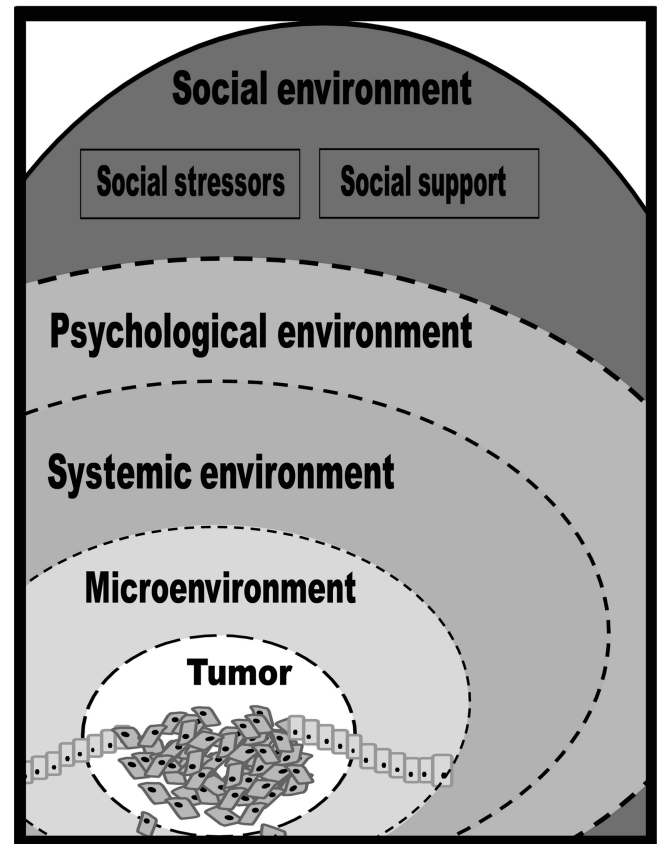 Social environment
Social stressors
Social support
Psychological environment
Systemic environment
Microenvironment
Tumor